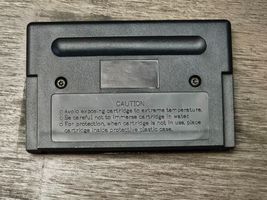 CAUTION
Avoid exposing cartridge to extreme temperature.
Be careful not to immerse cartridge in water.
For protection, when cartridge is not in use, place
cartridge inside protective plastic case.